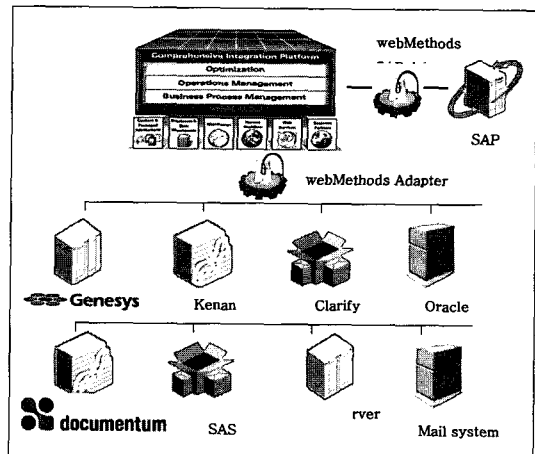 webMethods
Comprehensive Integration Platform
Optimization
Operations Management
Business Process Management
SAP
webMethods Adapter
Genesys
Kenan
Clarify
Oracle
documentum
SAS
rver
Mail system